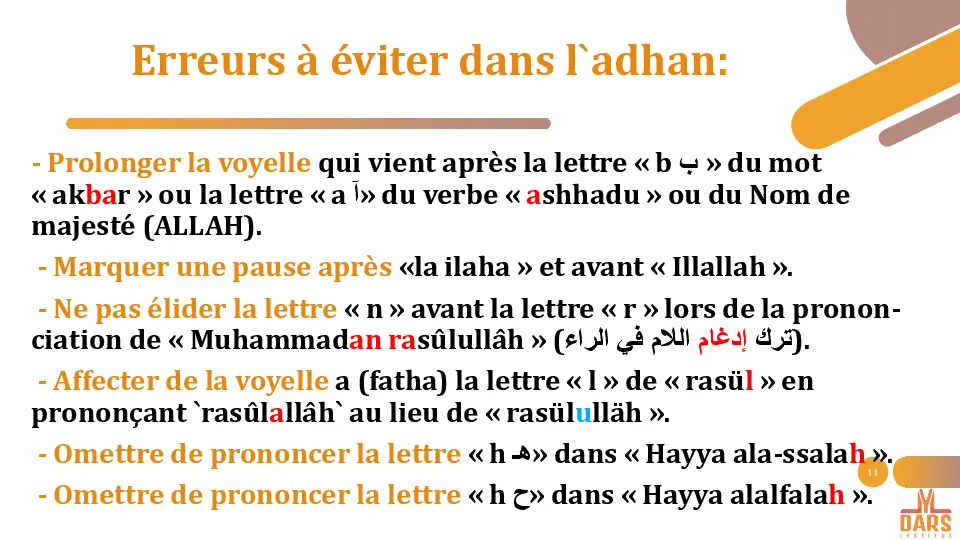 Erreurs à éviter dans l`adhan:
- Prolonger la voyelle qui vient après la lettre « b ب » du mot
« akbar » ou la lettre « a آ» du verbe « ashhadu » ou du Nom de
majesté (ALLAH).
- Marquer une pause après «la ilaha » et avant « Illallah ».
- Ne pas élider la lettre « n » avant la lettre « r » lors de la pronon-
ciation de « Muhammadan rasûlullâh » (ترك إدغام اللام في الراء).
- Affecter de la voyelle a (fatha) la lettre « l » de « rasül » en
prononçant `rasûlallâh` au lieu de « rasülulläh ».
- Omettre de prononcer la lettre « h هـ» dans « Hayya ala-ssalah ».
11
- Omettre de prononcer la lettre « h ح» dans « Hayya alalfalah ».
DARS
INSTITUT